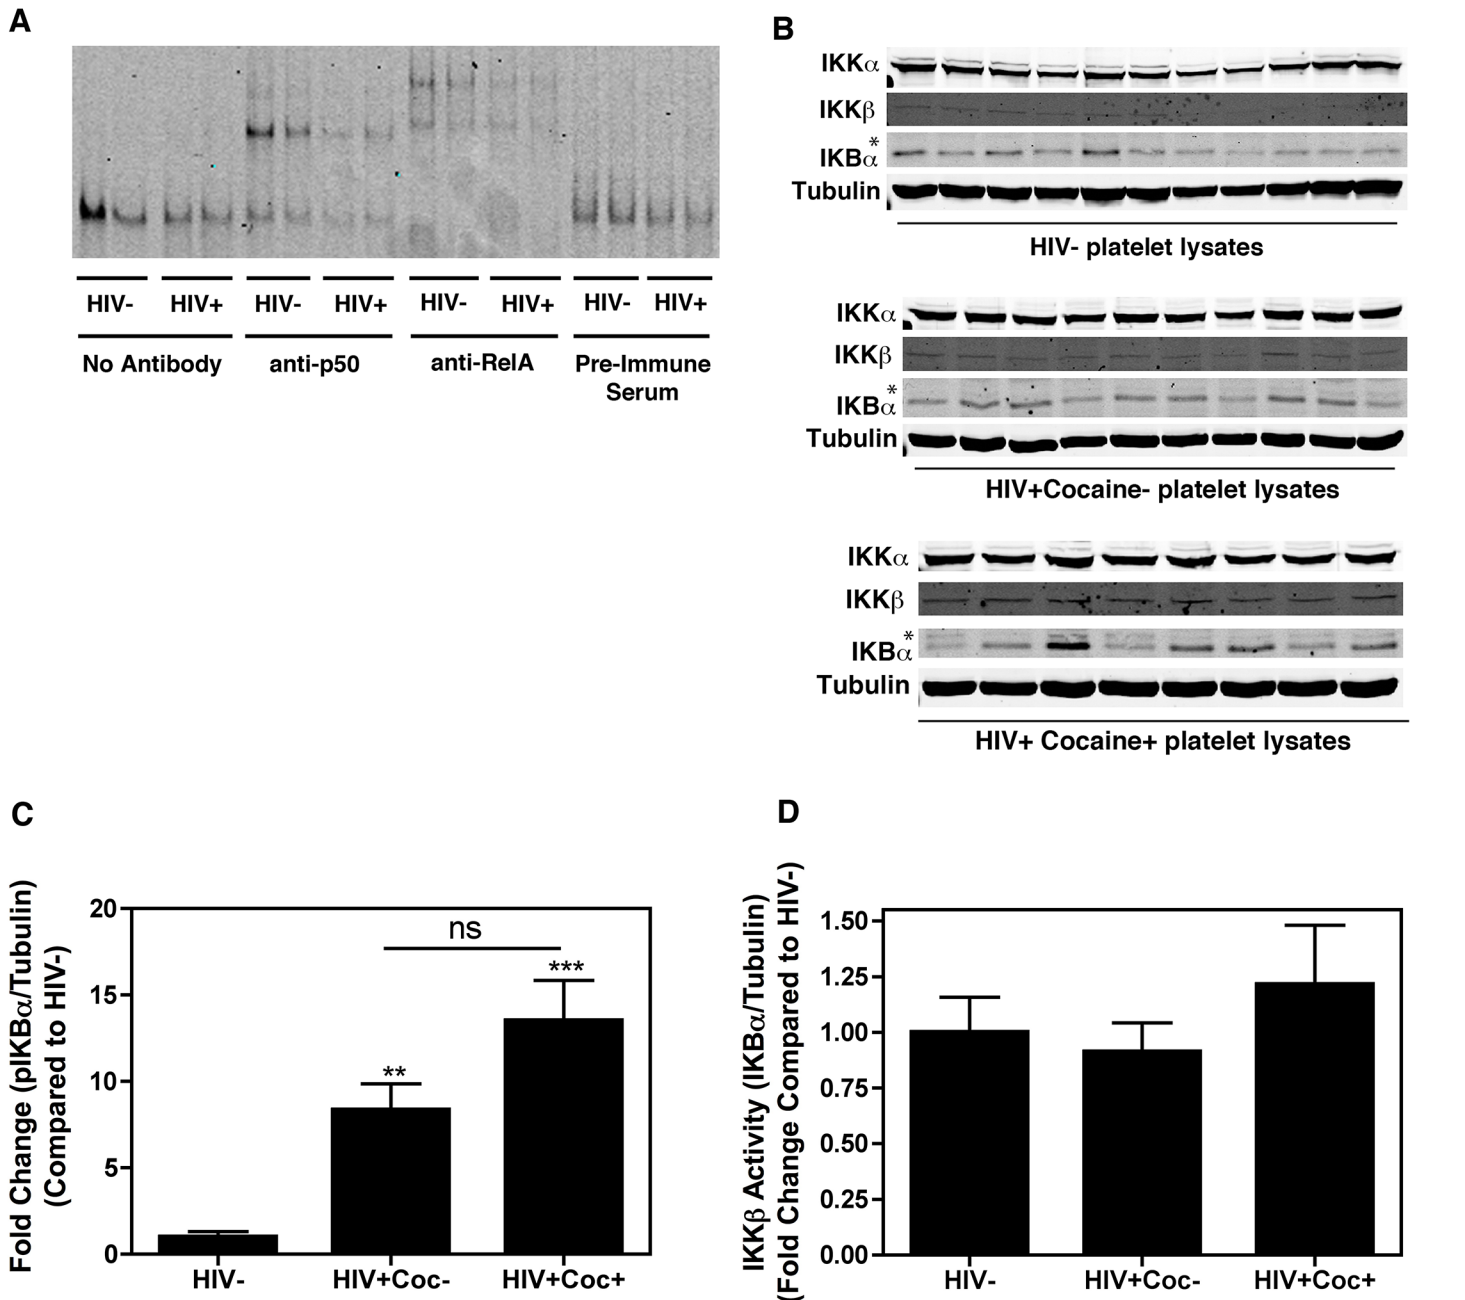 A
HIV- HIV+ HIV- HIV+ HIV- HIV+ HIV- HIV+
No Antibody anti-p50 anti-RelA Pre-Immune
Serum
B
IKKα
IKKβ
*
IKBα
Tubulin
HIV- platelet lysates
IKKα
IKKβ
*
IKBα
Tubulin
HIV+Cocaine- platelet lysates
IKKα
IKKβ
*
IKBα
Tubulin
HIV+ Cocaine+ platelet lysates
C
Fold Change (pIKBα/Tubulin)
(Compared to HIV-)
20
15
10
5
0
ns
**
***
HIV- HIV+Coc- HIV+Coc+
D
IKKβ Activity (IKBα/Tubulin)
(Fold Change Compared to HIV-)
1.50
1.25
1.00
0.75
0.50
0.25
0.00
HIV- HIV+Coc- HIV+Coc+